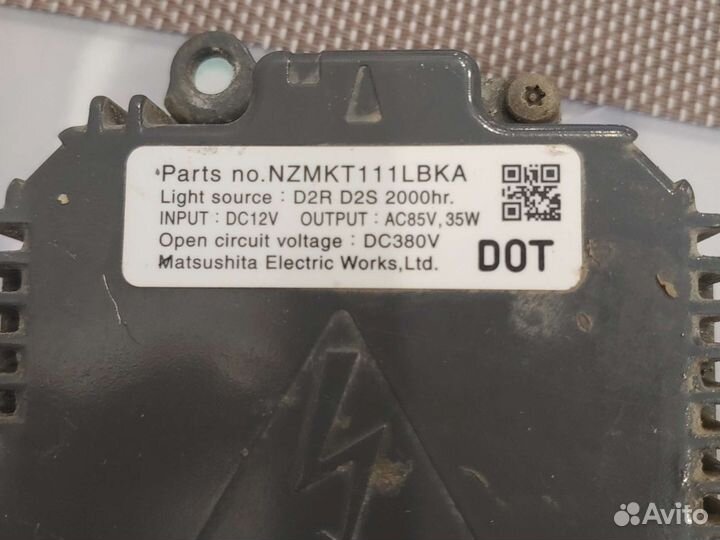 Parts no.NZMKT111LBKA
Light source : D2R D2S 2000hr.
INPUT : DC12V OUTPUT : AC85V, 35W
Open circuit voltage : DC380V
Matsushita Electric Works,Ltd.
DOT
Avito